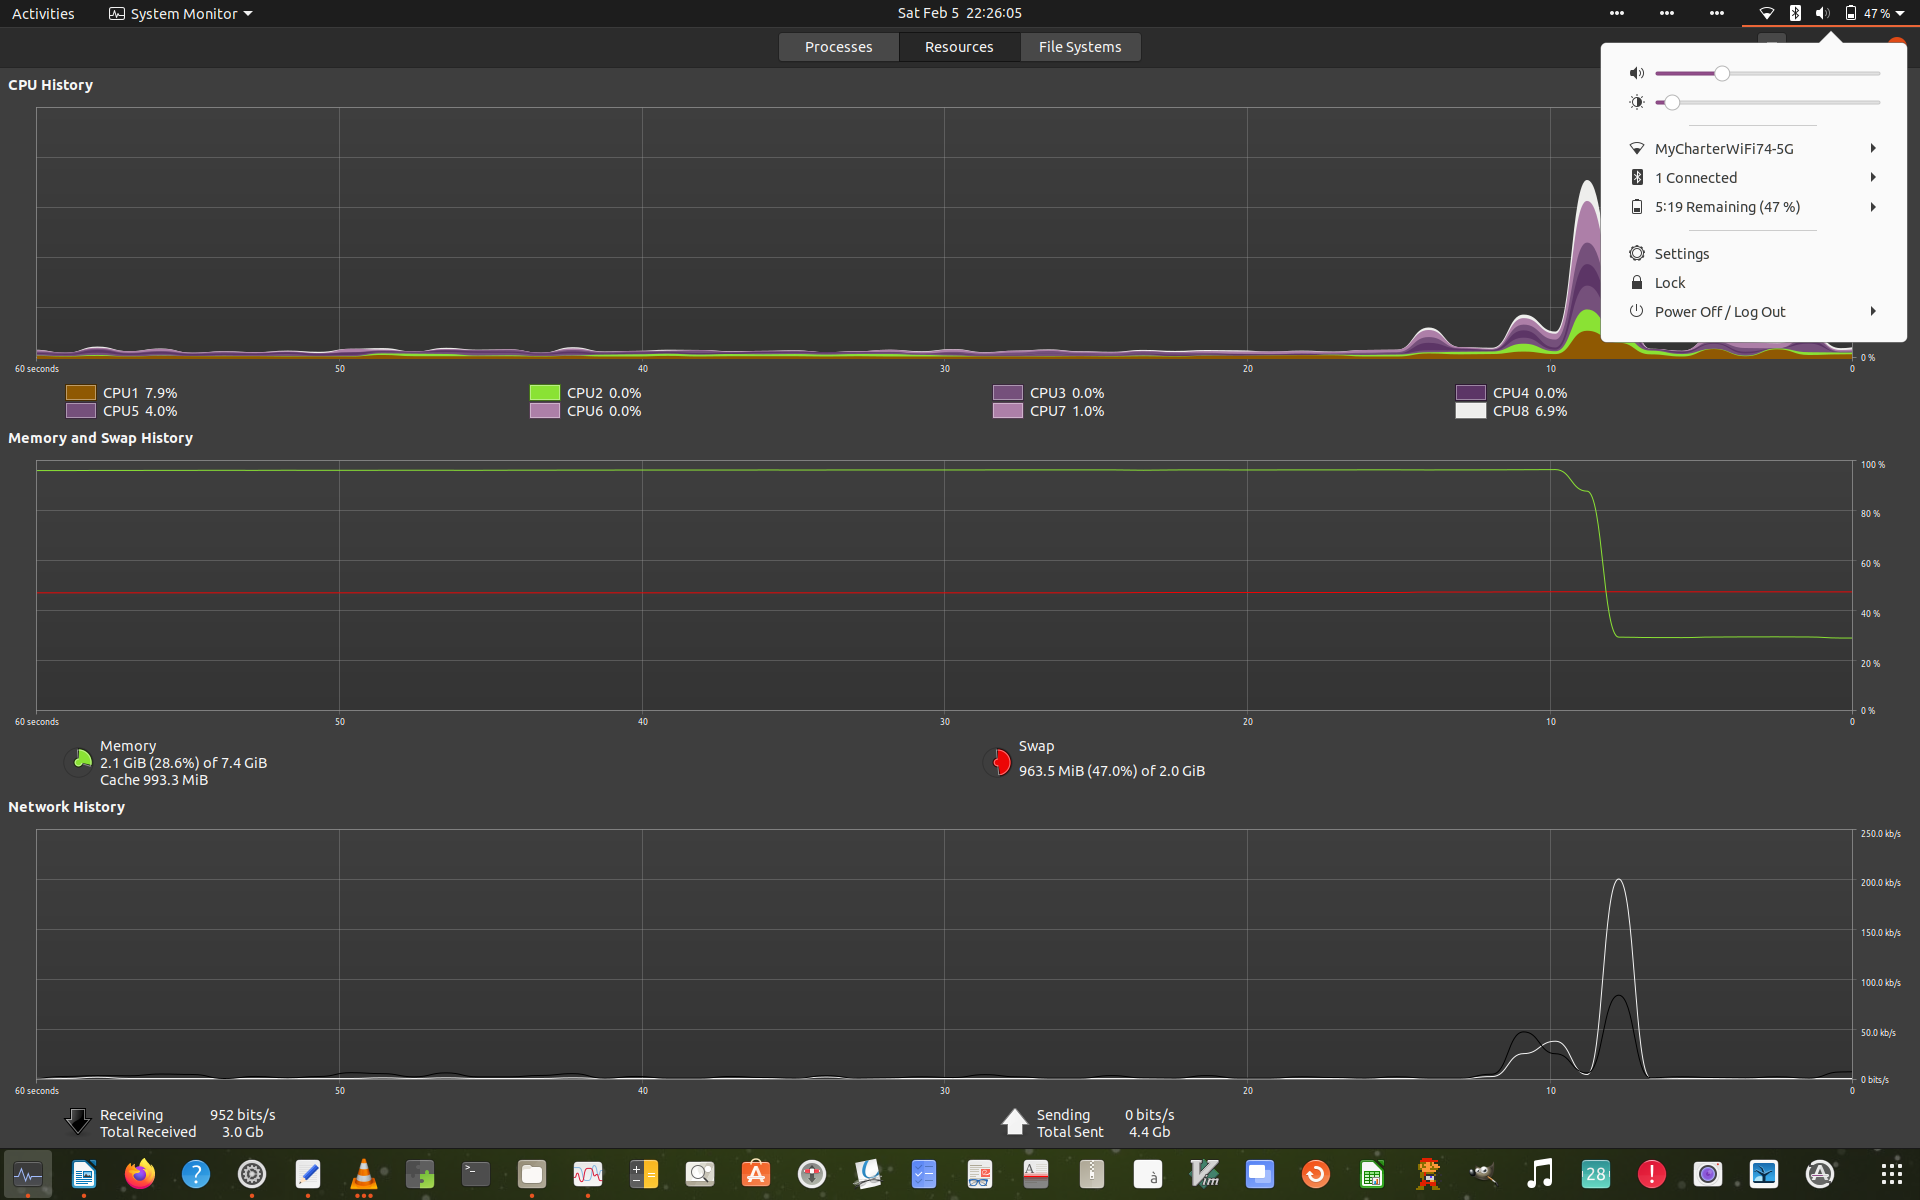 Activities
System Monitor
Sat Feb 5 22:26:05
47 %
Processes
Resources
File Systems
CPU History
MyCharterWiFi74-5G
1 Connected
5:19 Remaining (47 %)
Settings
Lock
Power Off / Log Out
0 %
60 seconds 50 40 30 20 10 0
CPU1 7.9% CPU2 0.0% CPU3 0.0% CPU4 0.0%
CPU5 4.0% CPU6 0.0% CPU7 1.0% CPU8 6.9%
Memory and Swap History
100 %
80 %
60 %
40 %
20 %
0 %
60 seconds 50 40 30 20 10 0
Memory
2.1 GiB (28.6%) of 7.4 GiB
Cache 993.3 MiB
Swap
963.5 MiB (47.0%) of 2.0 GiB
Network History
250.0 kb/s
200.0 kb/s
150.0 kb/s
100.0 kb/s
50.0 kb/s
0 bits/s
60 seconds 50 40 30 20 10 0
Receiving 952 bits/s
Total Received 3.0 Gb
Sending 0 bits/s
Total Sent 4.4 Gb
?
>_
A
à
Vim
28
!